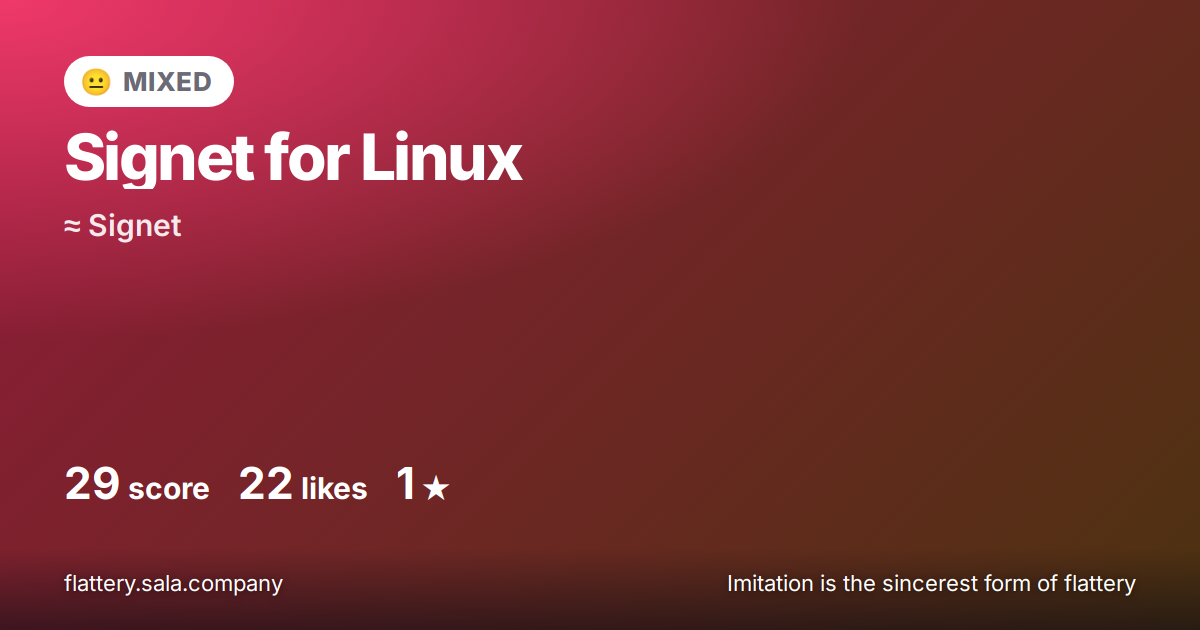 😐 MIXED
Signet for Linux
≈ Signet
29 score 22 likes 1 ★
flattery.sala.company
Imitation is the sincerest form of flattery